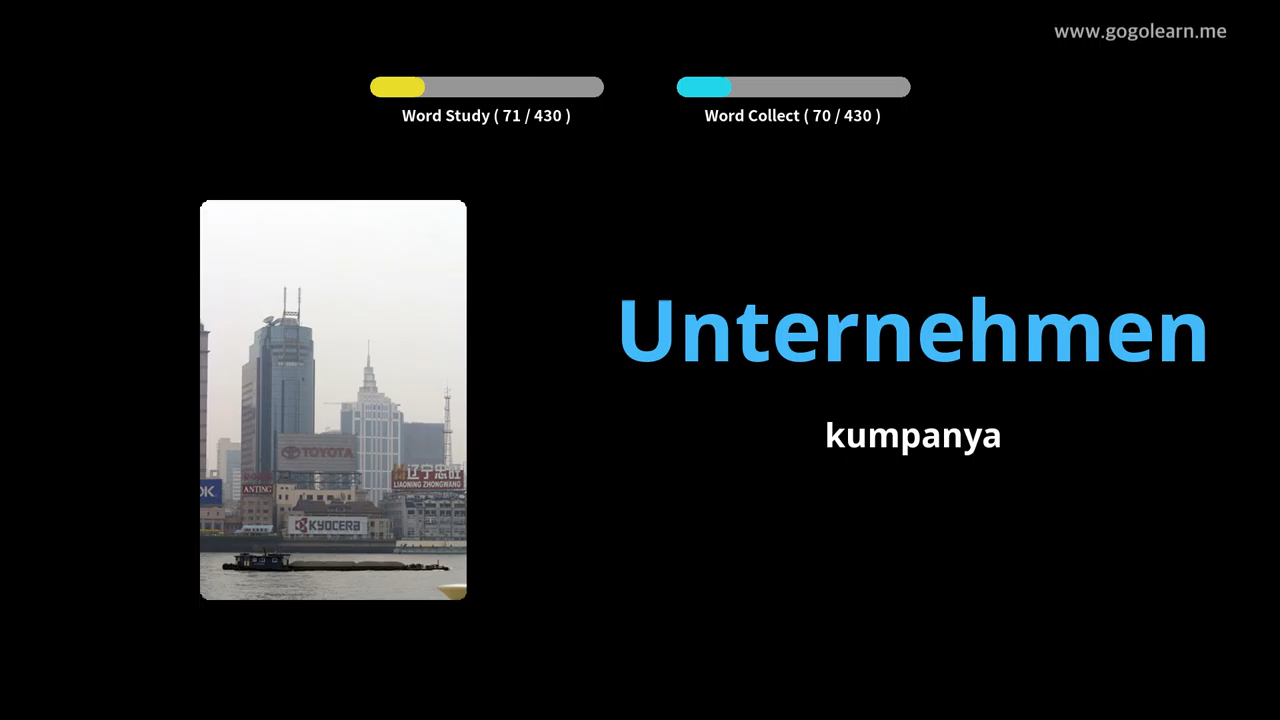 www.gogolearn.me
Word Study ( 71 / 430 )
Word Collect ( 70 / 430 )
Unternehmen
kumpanya
TOYOTA
辽宁忠旺
LIAONING ZHONGWANG
OK
ANTING
KYOCERA